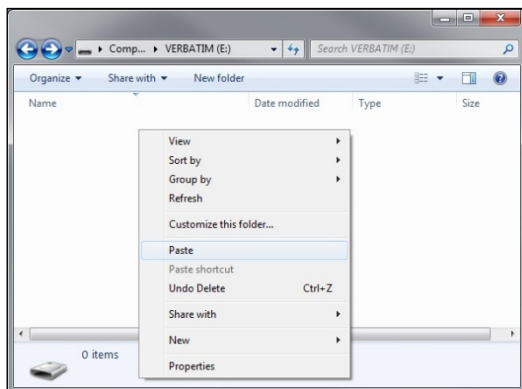 Comp... VERBATIM (E:) Search VERBATIM (E:)
Organize Share with New folder
Name Date modified Type Size
View
Sort by
Group by
Refresh
Customize this folder...
Paste
Paste shortcut
Undo Delete Ctrl+Z
Share with
New
Properties
0 items